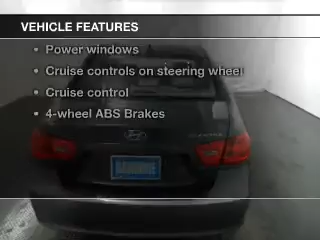 VEHICLE FEATURES
• Power windows
• Cruise controls on steering wheel
• Cruise control
• 4-wheel ABS Brakes